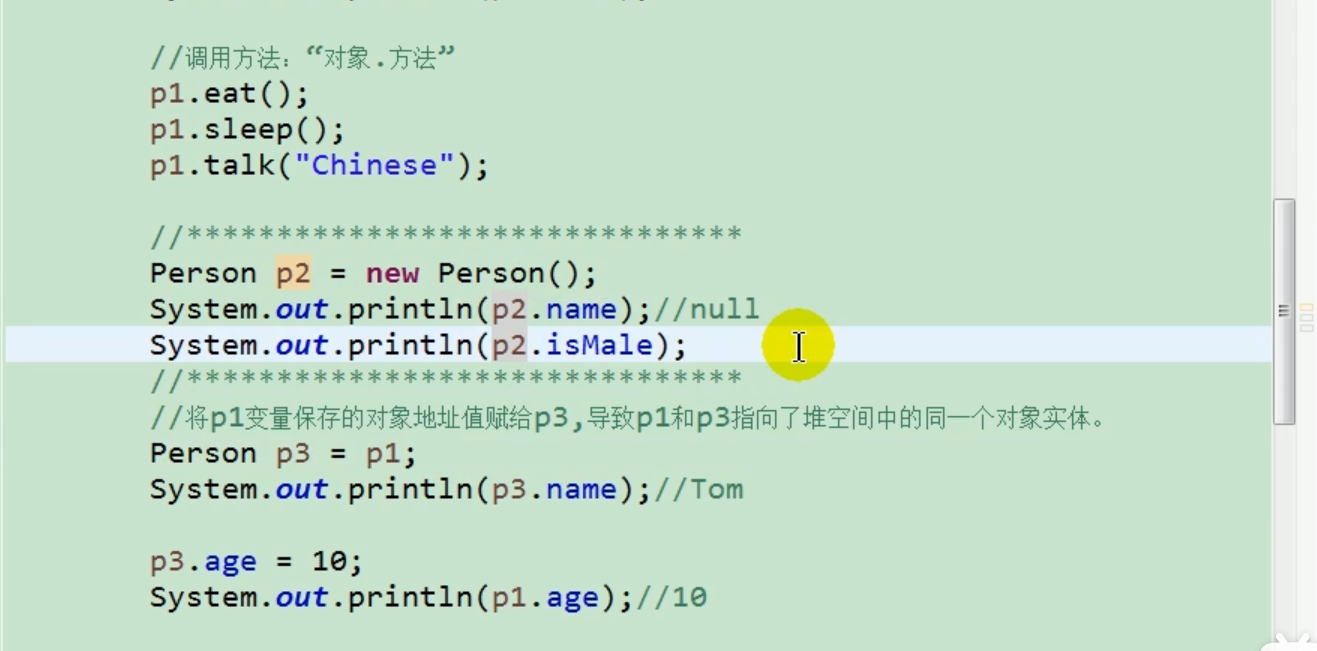 //调用方法：“对象.方法”
p1.eat();
p1.sleep();
p1.talk("Chinese");
//*******************************
Person p2 = new Person();
System.out.println(p2.name);//null
System.out.println(p2.isMale);
//*******************************
//将p1变量保存的对象地址值赋给p3,导致p1和p3指向了堆空间中的同一个对象实体。
Person p3 = p1;
System.out.println(p3.name);//Tom
p3.age = 10;
System.out.println(p1.age);//10